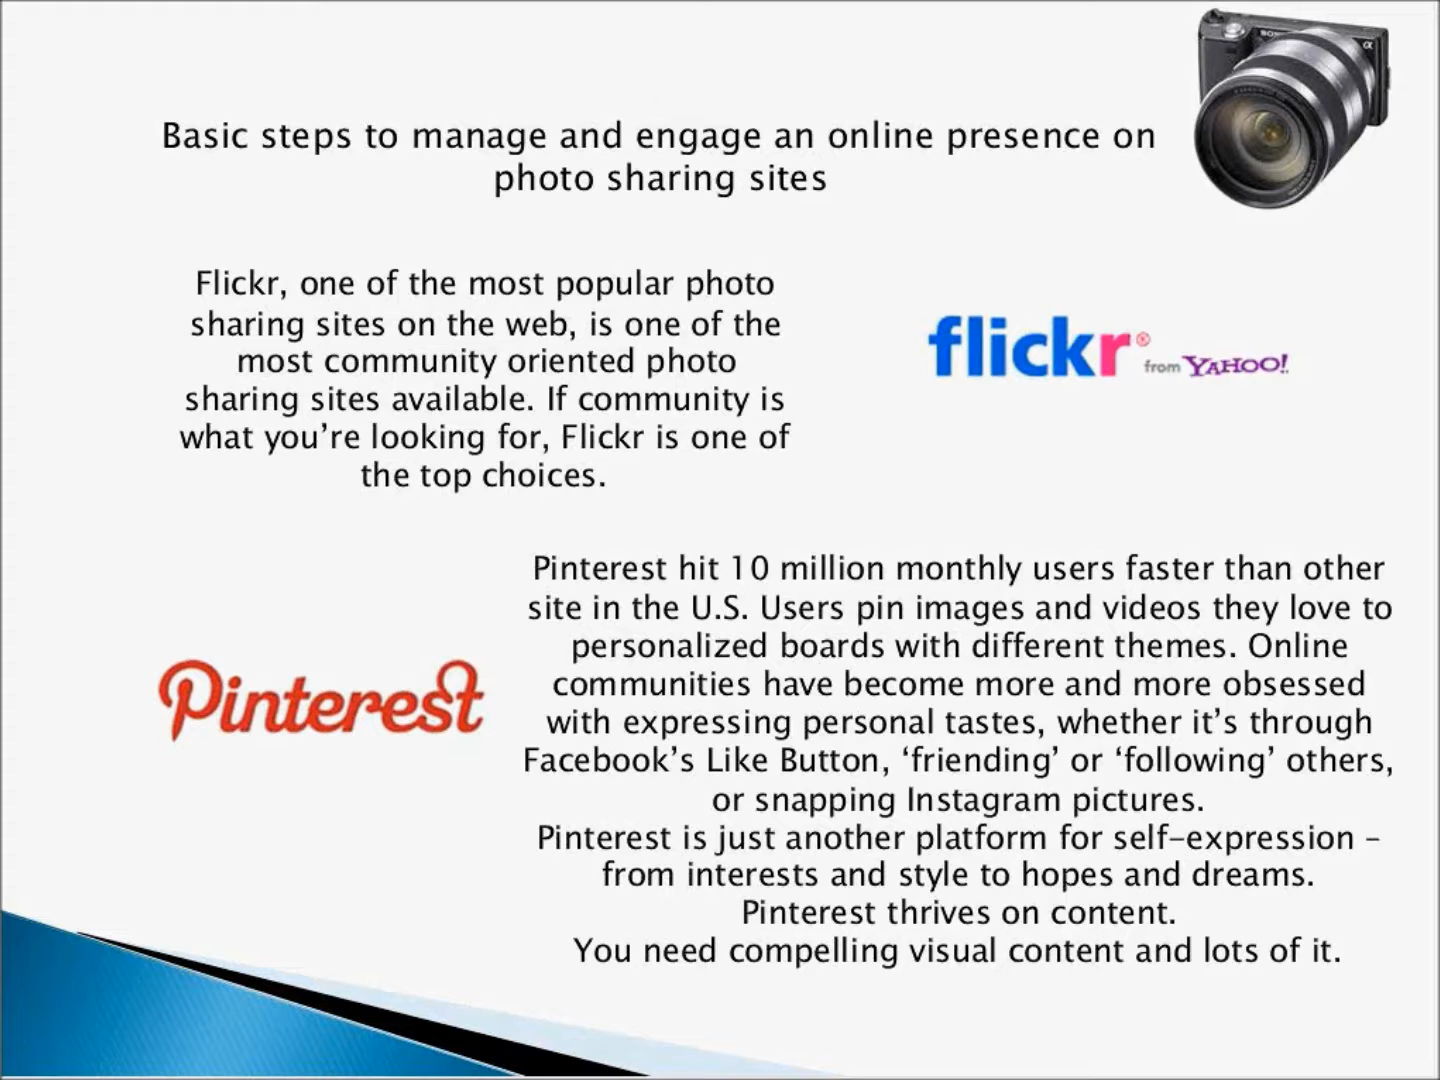 Basic steps to manage and engage an online presence on
photo sharing sites
Flickr, one of the most popular photo
sharing sites on the web, is one of the
most community oriented photo
sharing sites available. If community is
what you’re looking for, Flickr is one of
the top choices.
flickr® from YAHOO!
Pinterest hit 10 million monthly users faster than other
site in the U.S. Users pin images and videos they love to
personalized boards with different themes. Online
communities have become more and more obsessed
with expressing personal tastes, whether it’s through
Facebook’s Like Button, ‘friending’ or ‘following’ others,
or snapping Instagram pictures.
Pinterest is just another platform for self-expression –
from interests and style to hopes and dreams.
Pinterest thrives on content.
You need compelling visual content and lots of it.
Pinterest